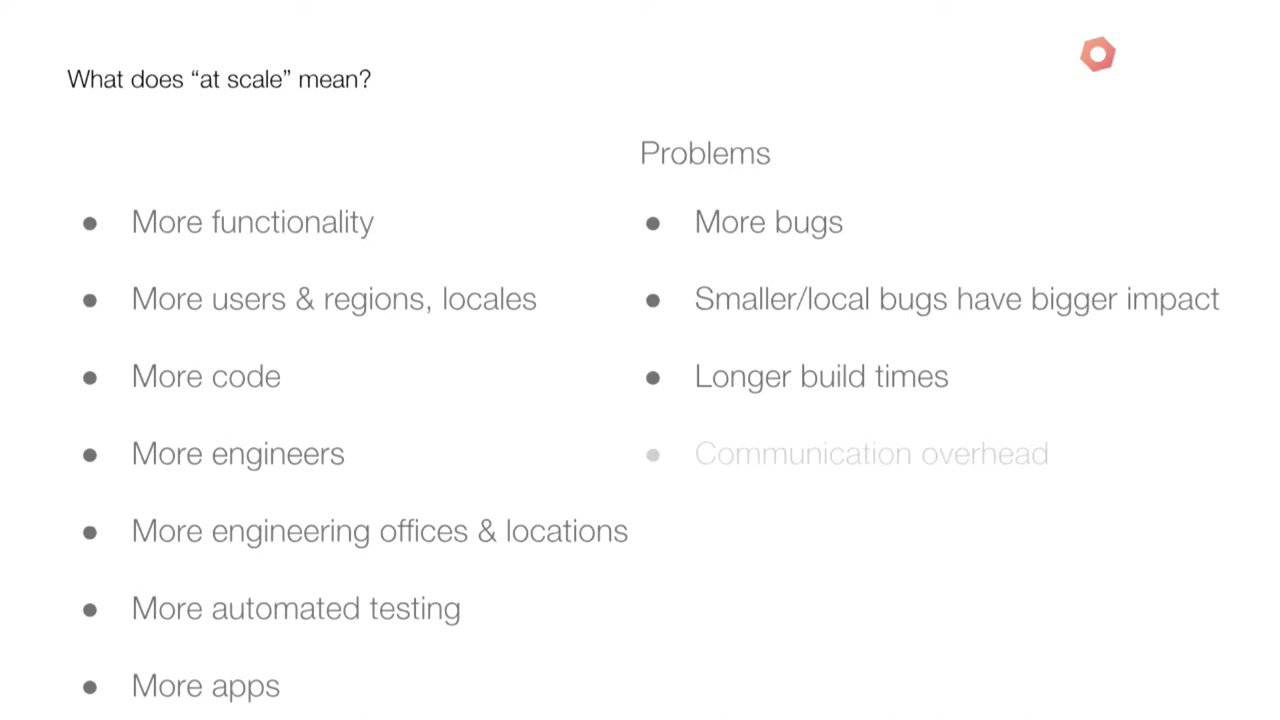 What does “at scale” mean?
Problems
● More functionality
● More users & regions, locales
● More code
● More engineers
● More engineering offices & locations
● More automated testing
● More apps
● More bugs
● Smaller/local bugs have bigger impact
● Longer build times
● Communication overhead